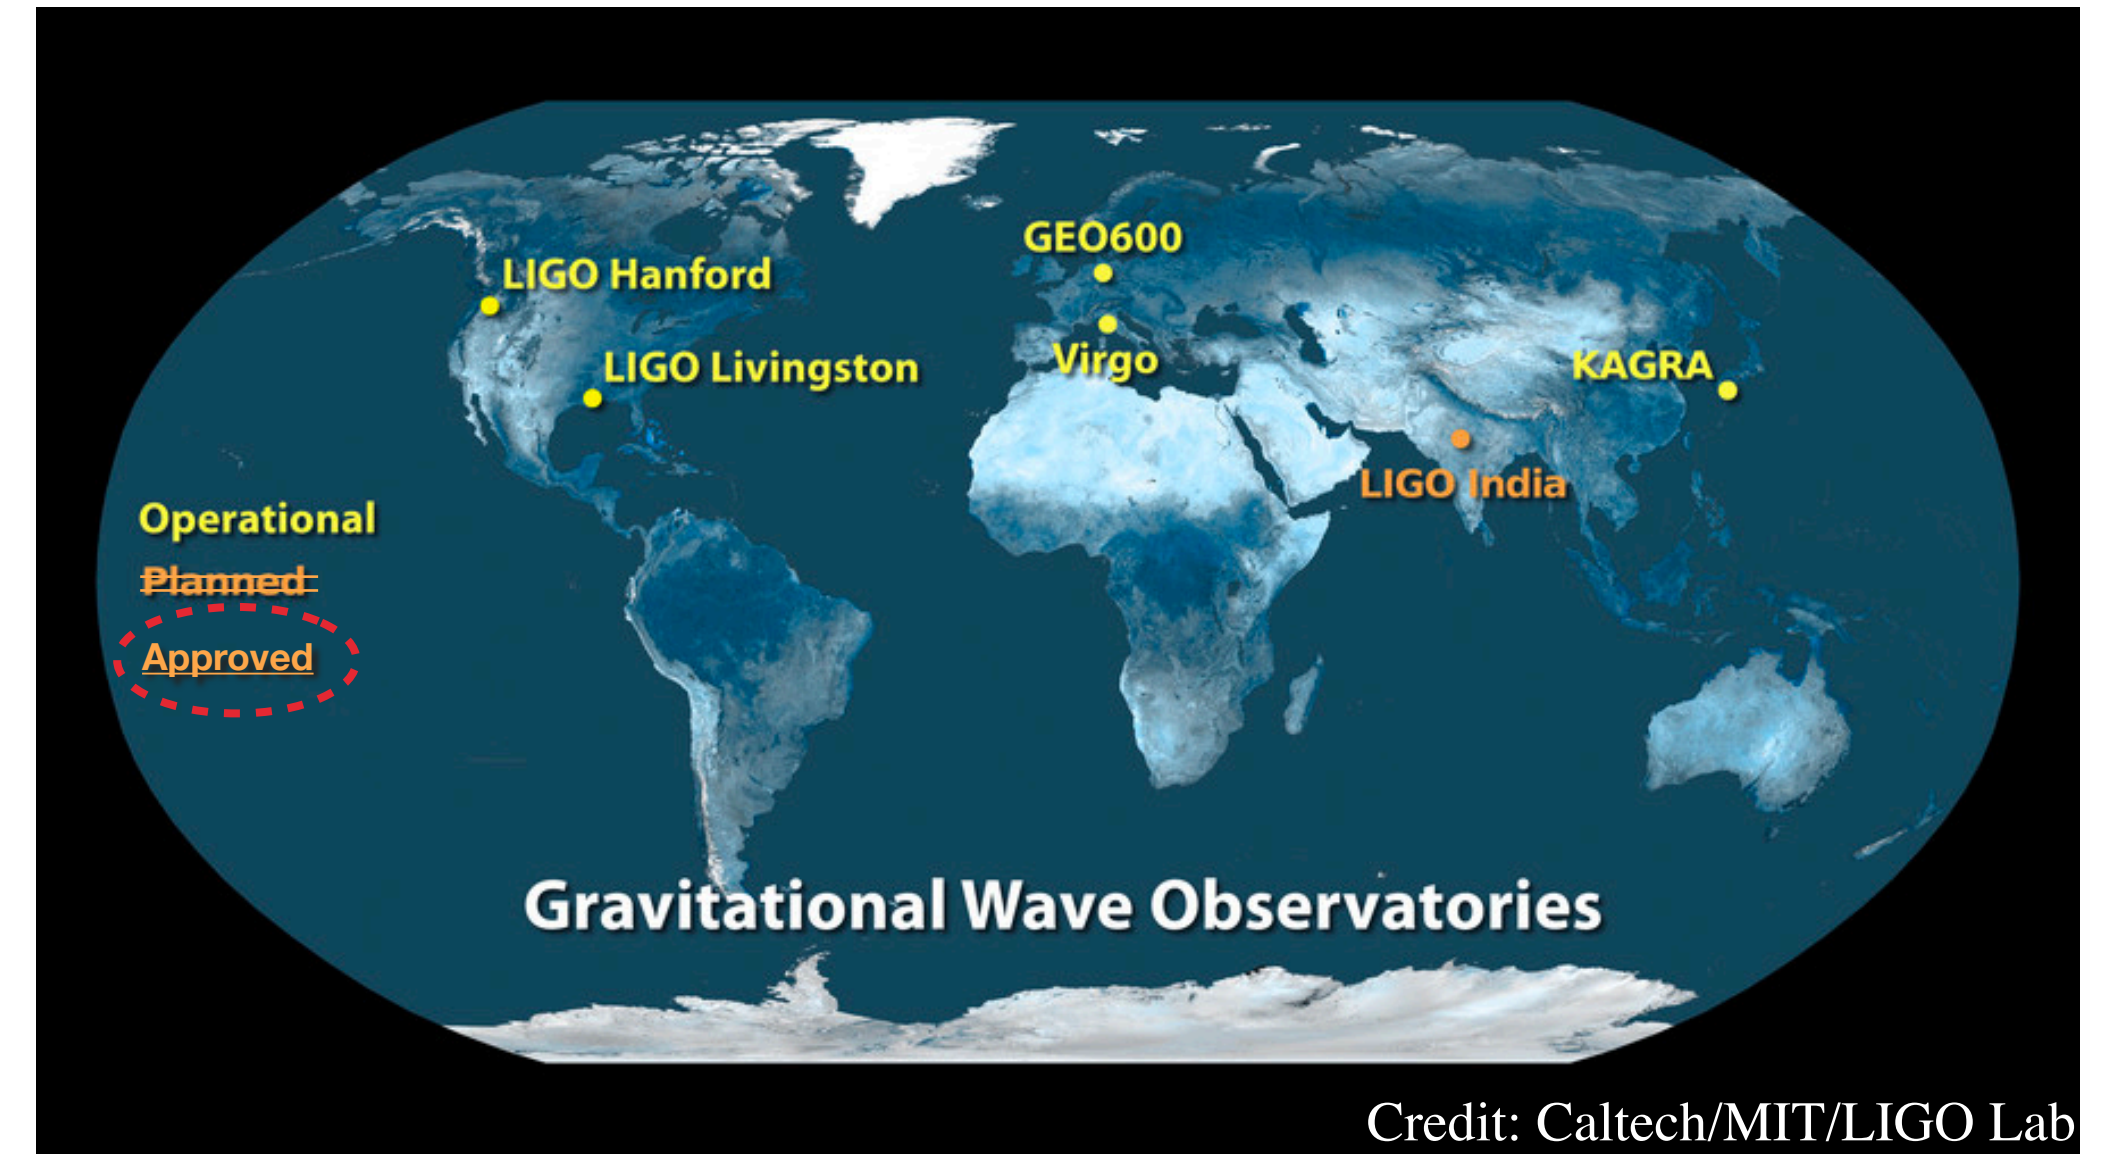 GEO600
LIGO Hanford
Virgo
LIGO Livingston
KAGRA
LIGO India
Operational
Planned
Approved
Gravitational Wave Observatories
Credit: Caltech/MIT/LIGO Lab